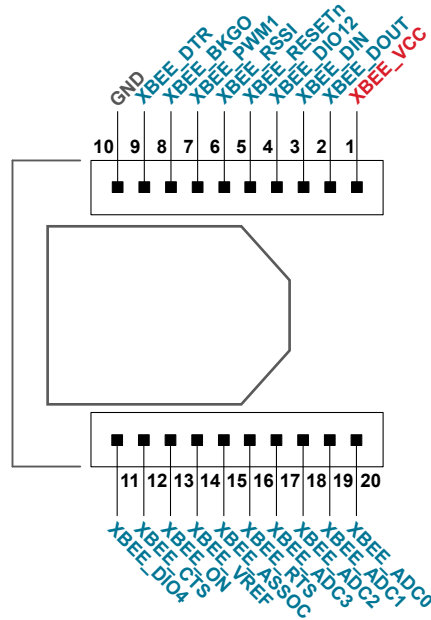 GND
XBEE_DTR
XBEE_BKGO
XBEE_PWM1
XBEE_RSSI
XBEE_RESETn
XBEE_DIO12
XBEE_DIN
XBEE_DOUT
XBEE_VCC
10 9 8 7 6 5 4 3 2 1
11 12 13 14 15 16 17 18 19 20
XBEE_DIO4
XBEE_CTS
XBEE_ON
XBEE_VREF
XBEE_ASSOC
XBEE_RTS
XBEE_ADC3
XBEE_ADC2
XBEE_ADC1
XBEE_ADC0